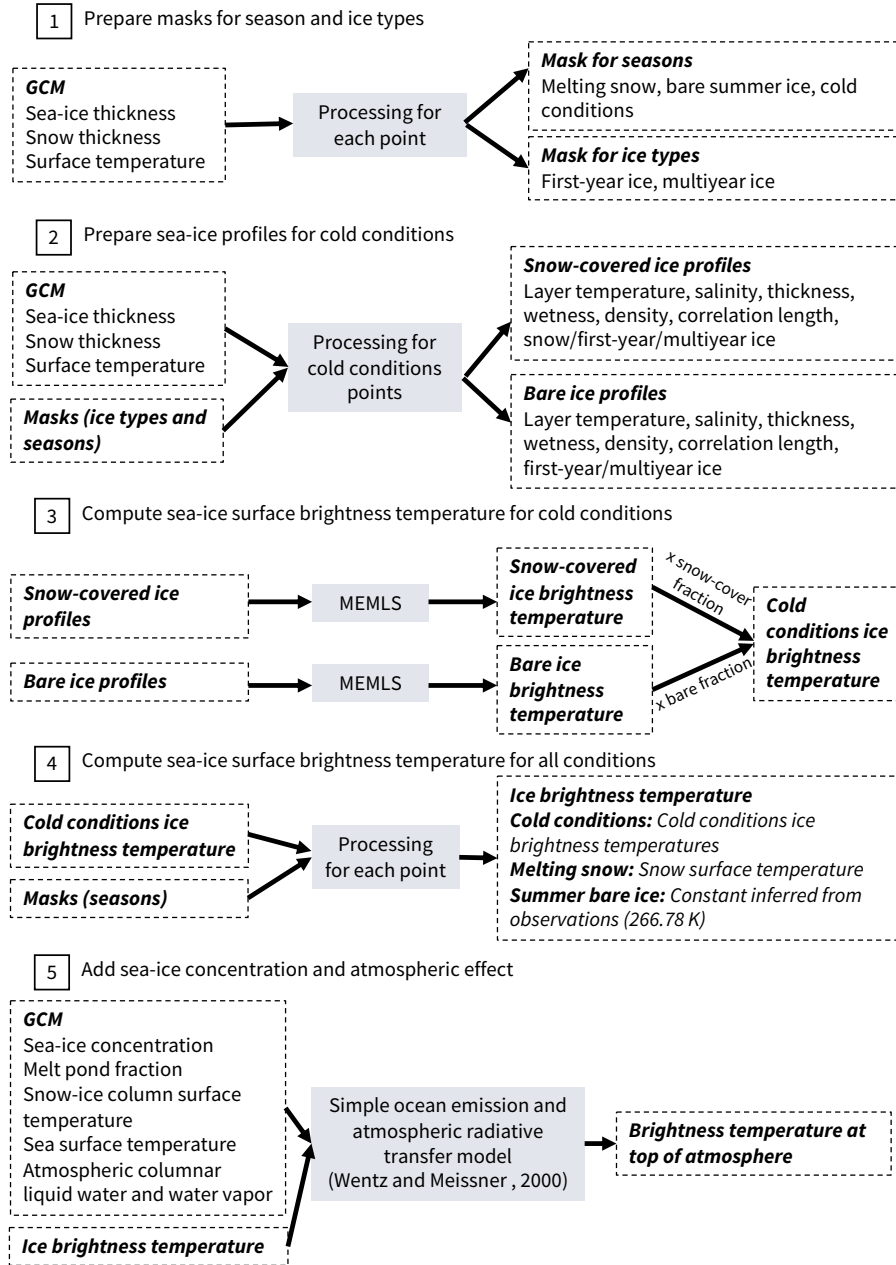 1 Prepare masks for season and ice types
GCM
Sea-ice thickness
Snow thickness
Surface temperature
Processing for
each point
Mask for seasons
Melting snow, bare summer ice, cold
conditions
Mask for ice types
First-year ice, multiyear ice
2 Prepare sea-ice profiles for cold conditions
GCM
Sea-ice thickness
Snow thickness
Surface temperature
Masks (ice types and
seasons)
Processing for
cold conditions
points
Snow-covered ice profiles
Layer temperature, salinity, thickness,
wetness, density, correlation length,
snow/first-year/multiyear ice
Bare ice profiles
Layer temperature, salinity, thickness,
wetness, density, correlation length,
first-year/multiyear ice
3 Compute sea-ice surface brightness temperature for cold conditions
Snow-covered ice
profiles
MEMLS
Snow-covered
ice brightness
temperature
x snow-cover
fraction
Bare ice profiles
MEMLS
Bare ice
brightness
temperature
x bare fraction
Cold
conditions ice
brightness
temperature
4 Compute sea-ice surface brightness temperature for all conditions
Cold conditions ice
brightness temperature
Masks (seasons)
Processing
for each point
Ice brightness temperature
Cold conditions: Cold conditions ice
brightness temperatures
Melting snow: Snow surface temperature
Summer bare ice: Constant inferred from
observations (266.78 K)
5 Add sea-ice concentration and atmospheric effect
GCM
Sea-ice concentration
Melt pond fraction
Snow-ice column surface
temperature
Sea surface temperature
Atmospheric columnar
liquid water and water vapor
Ice brightness temperature
Simple ocean emission and
atmospheric radiative
transfer model
(Wentz and Meissner , 2000)
Brightness temperature at
top of atmosphere